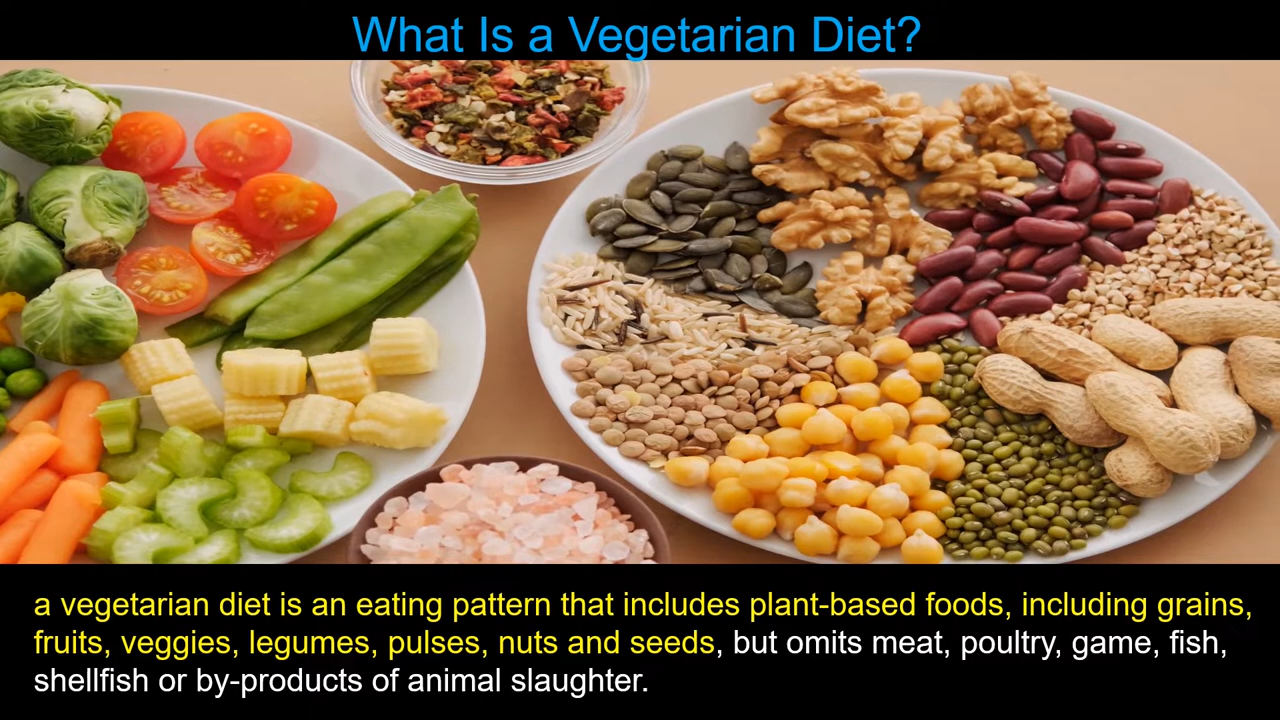 What Is a Vegetarian Diet?
a vegetarian diet is an eating pattern that includes plant-based foods, including grains,
fruits, veggies, legumes, pulses, nuts and seeds, but omits meat, poultry, game, fish,
shellfish or by-products of animal slaughter.